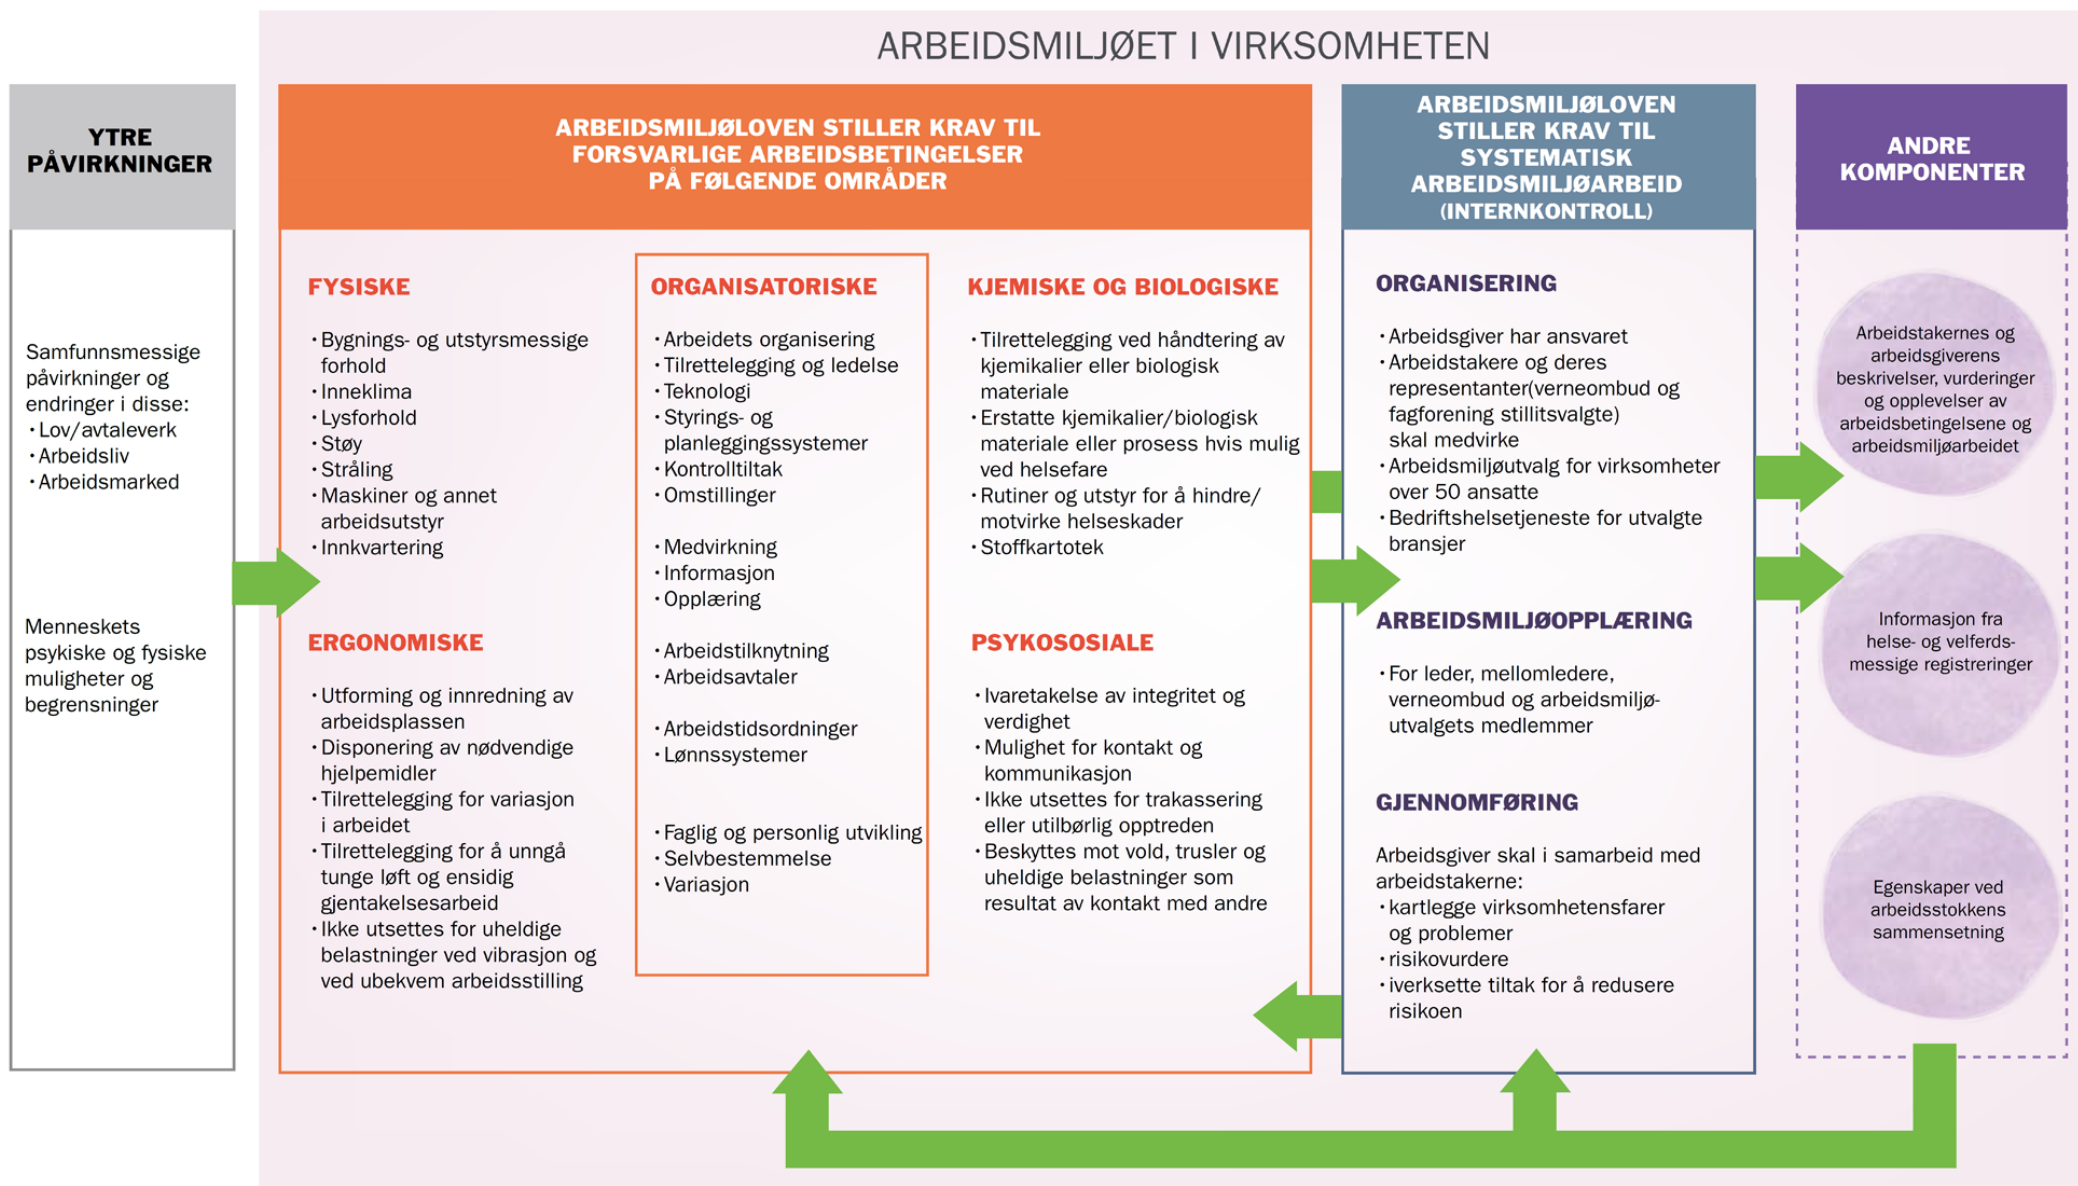 ARBEIDSMILJØET I VIRKSOMHETEN
YTRE
PÅVIRKNINGER
Samfunnsmessige
påvirkninger og
endringer i disse:
· Lov/avtaleverk
· Arbeidsliv
· Arbeidsmarked
Menneskets
psykiske og fysiske
muligheter og
begrensninger
ARBEIDSMILJØLOVEN STILLER KRAV TIL
FORSVARLIGE ARBEIDSBETINGELSER
PÅ FØLGENDE OMRÅDER
FYSISKE
· Bygnings- og utstyrsmessige
forhold
· Inneklima
· Lysforhold
· Støy
· Stråling
· Maskiner og annet
arbeidsutstyr
· Innkvartering
ERGONOMISKE
· Utforming og innredning av
arbeidsplassen
· Disponering av nødvendige
hjelpemidler
· Tilrettelegging for variasjon
i arbeidet
· Tilrettelegging for å unngå
tunge løft og ensidig
gjentakelsesarbeid
· Ikke utsettes for uheldige
belastninger ved vibrasjon og
ved ubekvem arbeidsstilling
ORGANISATORISKE
· Arbeidets organisering
· Tilrettelegging og ledelse
· Teknologi
· Styrings- og
planleggingssystemer
· Kontrolltiltak
· Omstillinger
· Medvirkning
· Informasjon
· Opplæring
· Arbeidstilknytning
· Arbeidsavtaler
· Arbeidstidsordninger
· Lønnssystemer
· Faglig og personlig utvikling
· Selvbestemmelse
· Variasjon
KJEMISKE OG BIOLOGISKE
· Tilrettelegging ved håndtering av
kjemikalier eller biologisk
materiale
· Erstatte kjemikalier/biologisk
materiale eller prosess hvis mulig
ved helsefare
· Rutiner og utstyr for å hindre/
motvirke helseskader
· Stoffkartotek
PSYKOSOSIALE
· Ivaretakelse av integritet og
verdighet
· Mulighet for kontakt og
kommunikasjon
· Ikke utsettes for trakassering
eller utilbørlig opptreden
· Beskyttes mot vold, trusler og
uheldige belastninger som
resultat av kontakt med andre
ARBEIDSMILJØLOVEN
STILLER KRAV TIL
SYSTEMATISK
ARBEIDSMILJØARBEID
(INTERNKONTROLL)
ORGANISERING
· Arbeidsgiver har ansvaret
· Arbeidstakere og deres
representanter(verneombud og
fagforening stillitsvalgte)
skal medvirke
· Arbeidsmiljøutvalg for virksomheter
over 50 ansatte
· Bedriftshelsetjeneste for utvalgte
bransjer
ARBEIDSMILJØOPPLÆRING
· For leder, mellomledere,
verneombud og arbeidsmiljø-
utvalgets medlemmer
GJENNOMFØRING
Arbeidsgiver skal i samarbeid med
arbeidstakerne:
· kartlegge virksomhetensfarer
og problemer
· risikovurdere
· iverksette tiltak for å redusere
risikoen
ANDRE
KOMPONENTER
Arbeidstakernes og
arbeidsgiverens
beskrivelser, vurderinger
og opplevelser av
arbeidsbetingelsene og
arbeidsmiljøarbeidet
Informasjon fra
helse- og velferds-
messige registreringer
Egenskaper ved
arbeidsstokkens
sammensetning